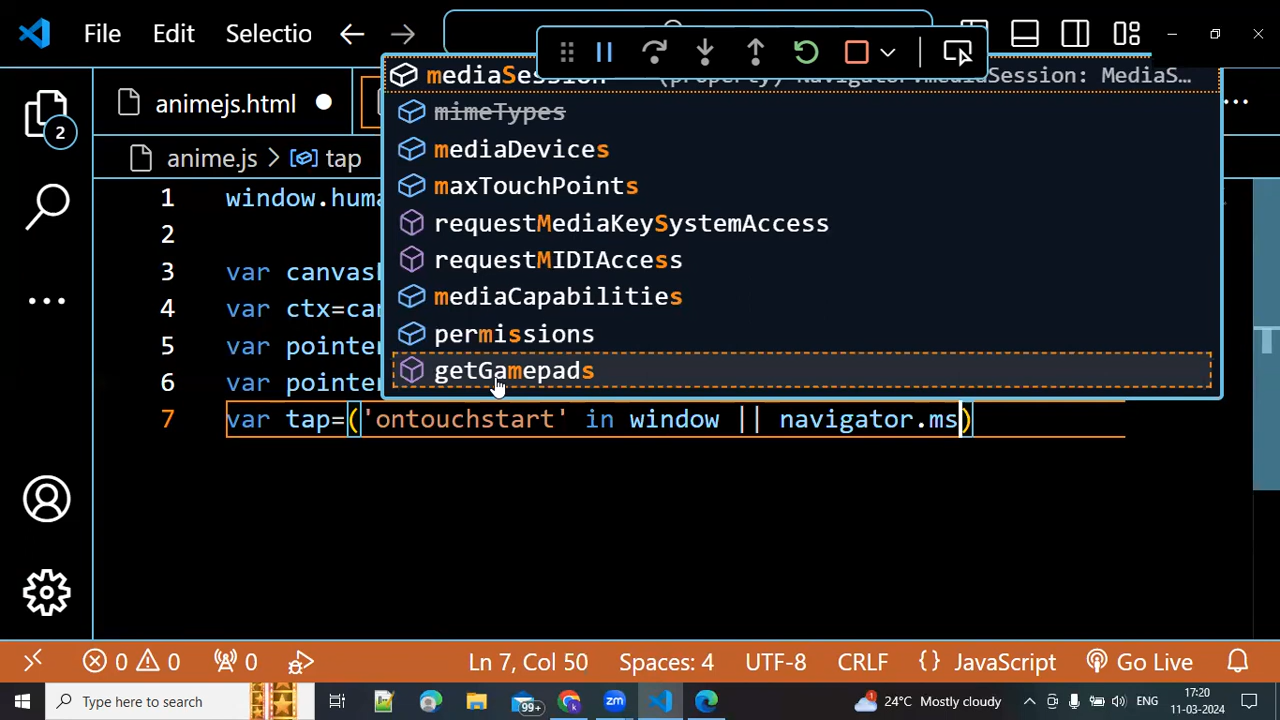 File Edit Selectio
mediaSession (property) Navigator.mediaSession: MediaS...
animejs.html
mimeTypes
2
mediaDevices
anime.js > tap
maxTouchPoints
1 window.huma
requestMediaKeySystemAccess
2
requestMIDIAccess
3 var canvas
mediaCapabilities
4 var ctx=can
permissions
5 var pointer
getGamepads
6 var pointer
7 var tap=('ontouchstart' in window || navigator.ms)
0 0 0 Ln 7, Col 50 Spaces: 4 UTF-8 CRLF {} JavaScript Go Live
Type here to search 99+ zm 24°C Mostly cloudy ENG 17:20
11-03-2024